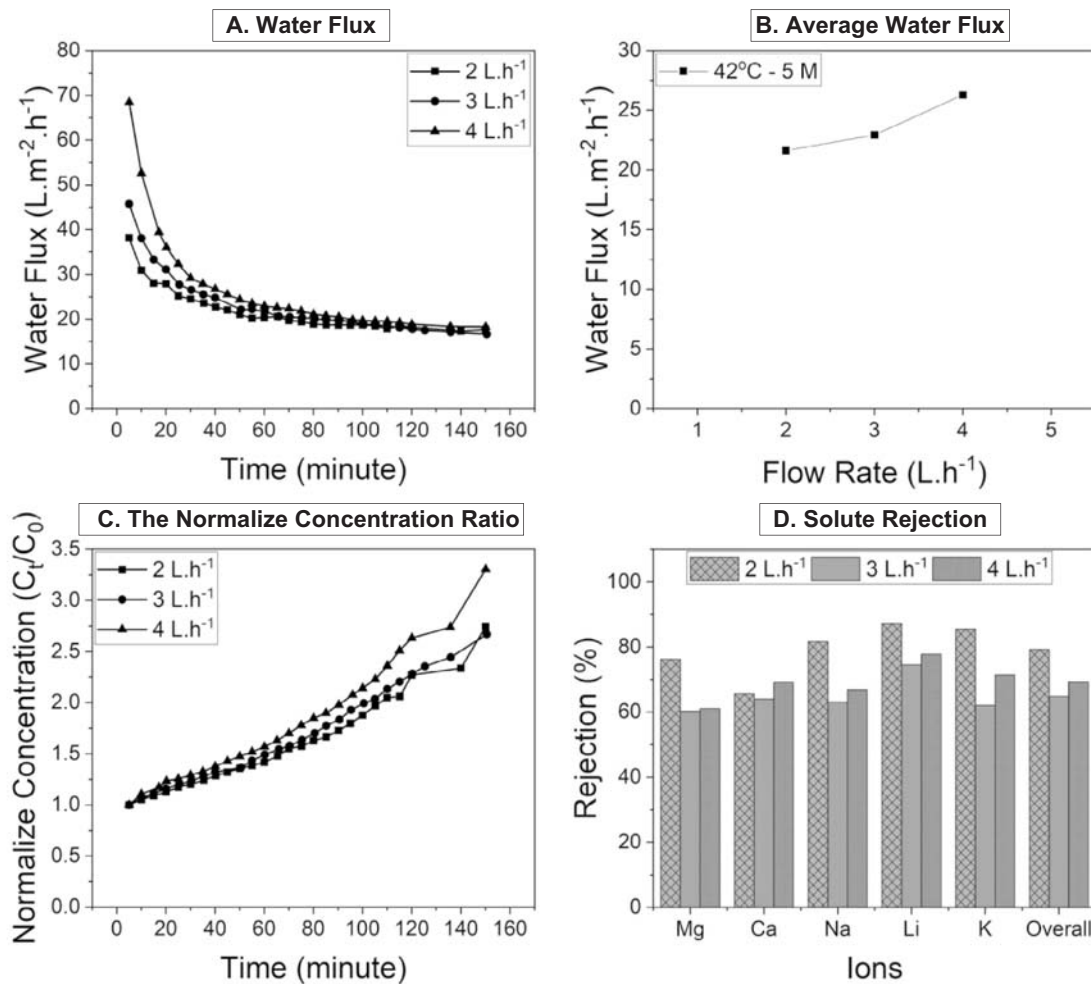 A. Water Flux
80
70
60
50
40
30
20
10
0
Water Flux (L.m⁻².h⁻¹)
2 L.h⁻¹
3 L.h⁻¹
4 L.h⁻¹
0 20 40 60 80 100 120 140 160
Time (minute)
B. Average Water Flux
30
25
20
15
10
5
0
Water Flux (L.m⁻².h⁻¹)
42°C - 5 M
1 2 3 4 5
Flow Rate (L.h⁻¹)
C. The Normalize Concentration Ratio
3.5
3.0
2.5
2.0
1.5
1.0
0.5
0.0
Normalize Concentration (Cₜ/C₀)
2 L.h⁻¹
3 L.h⁻¹
4 L.h⁻¹
0 20 40 60 80 100 120 140 160
Time (minute)
D. Solute Rejection
100
80
60
40
20
0
Rejection (%)
2 L.h⁻¹ 3 L.h⁻¹ 4 L.h⁻¹
Mg Ca Na Li K Overall
Ions